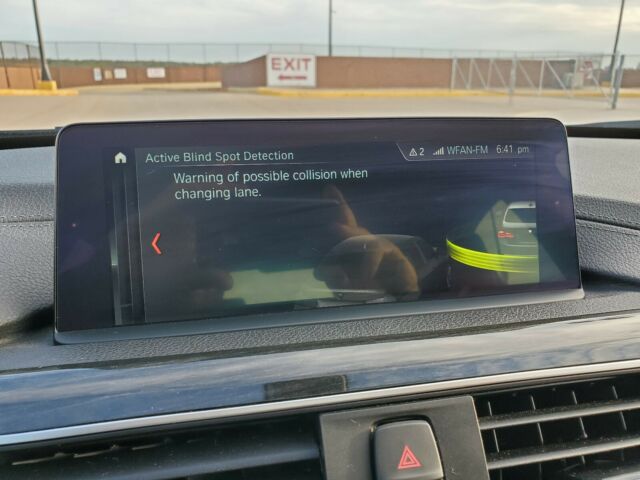 EXIT
Active Blind Spot Detection
2 WFAN-FM 6:41 pm
Warning of possible collision when
changing lane.